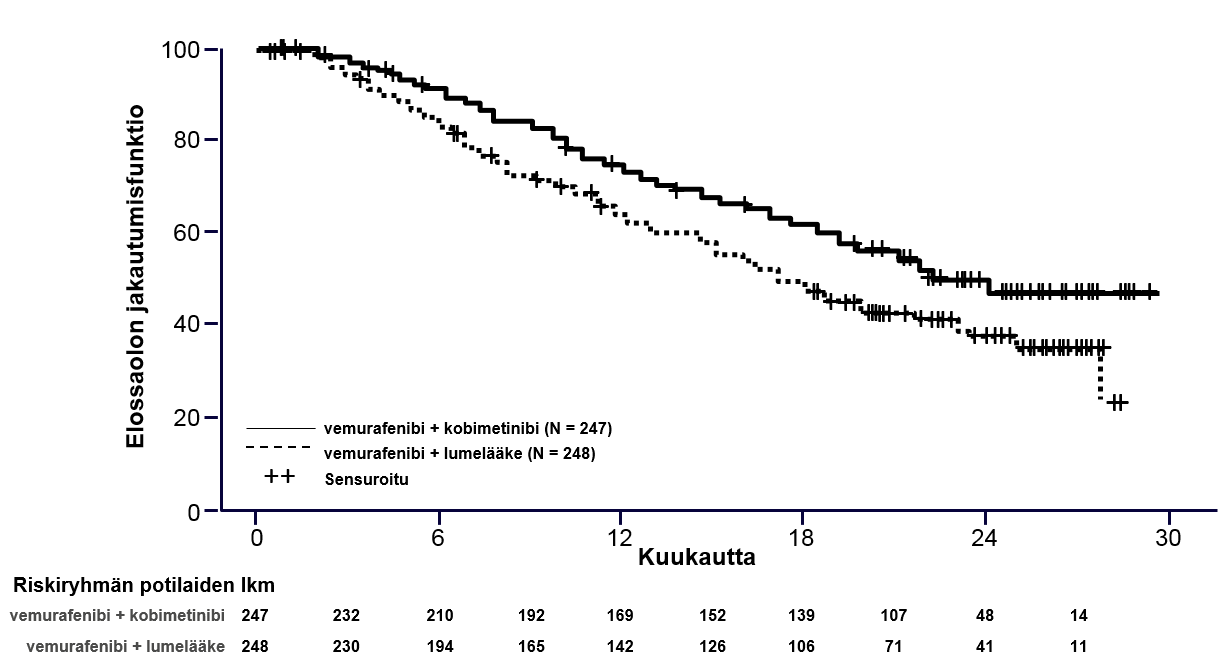 100
80
60
40
20
0
Elossaolon jakautumisfunktio
vemurafenibi + kobimetinibi (N = 247)
vemurafenibi + lumelääke (N = 248)
++ Sensuroitu
0 6 12 18 24 30
Kuukautta
Riskiryhmän potilaiden lkm
vemurafenibi + kobimetinibi 247 232 210 192 169 152 139 107 48 14
vemurafenibi + lumelääke 248 230 194 165 142 126 106 71 41 11